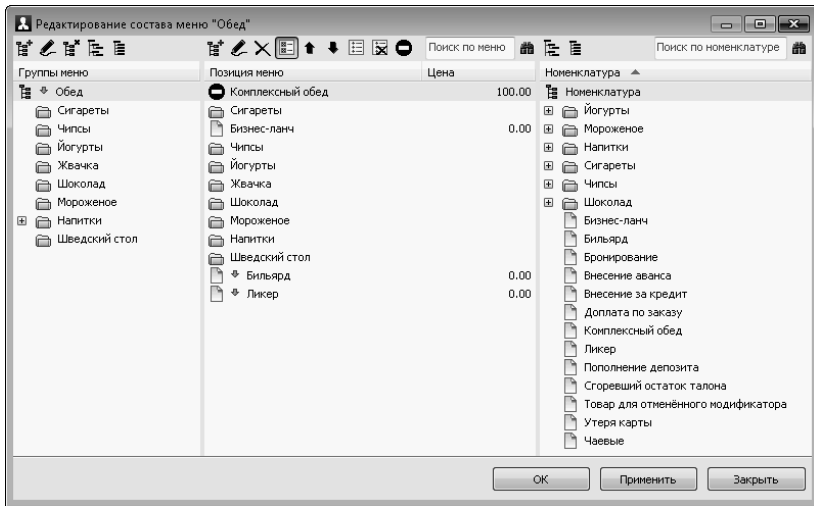 Редактирование состава меню "Обед"
Поиск по меню
Поиск по номенклатуре
Группы меню
Обед
Сигареты
Чипсы
Йогурты
Жвачка
Шоколад
Мороженое
Напитки
Шведский стол
Позиция меню Цена
Комплексный обед 100.00
Сигареты
Бизнес-ланч 0.00
Чипсы
Йогурты
Жвачка
Шоколад
Мороженое
Напитки
Шведский стол
Бильярд 0.00
Ликер 0.00
Номенклатура
Номенклатура
Йогурты
Мороженое
Напитки
Сигареты
Чипсы
Шоколад
Бизнес-ланч
Бильярд
Бронирование
Внесение аванса
Внесение за кредит
Доплата по заказу
Комплексный обед
Ликер
Пополнение депозита
Сгоревший остаток талона
Товар для отменённого модификатора
Утеря карты
Чаевые
ОК
Применить
Закрыть